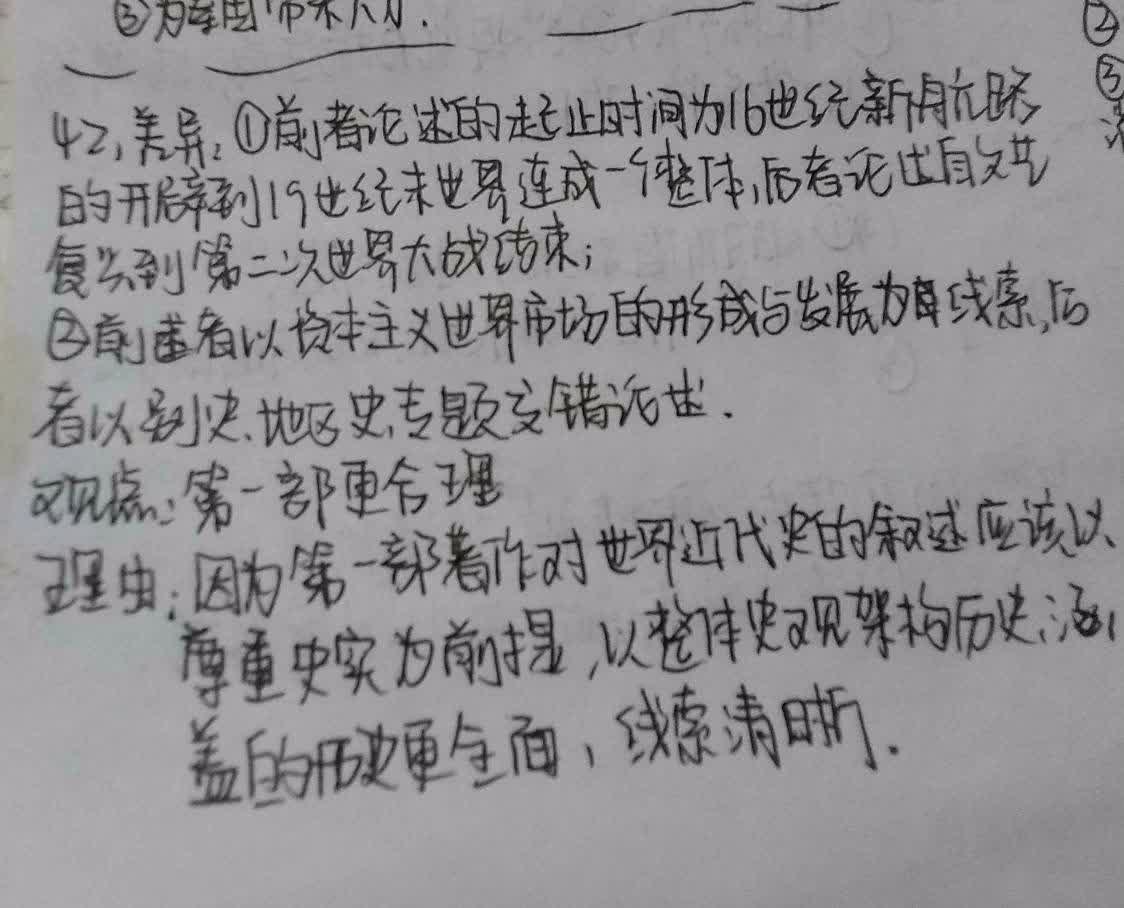 ③为
②
③
42,差异:①前者论述的起止时间为16世纪新航路
的开辟到19世纪末世界连成一个整体,后者论述自文艺
复兴到第二次世界大战结束;
②前者以资本主义世界市场的形成与发展为线索,后
者以国别史、地区史、专题交错论述.
观点:第一部更合理
理由:因为第一部著作对世界近代史的叙述应该以
尊重史实为前提,以整体史观架构历史,涵
盖的历史更全面,线索清晰.